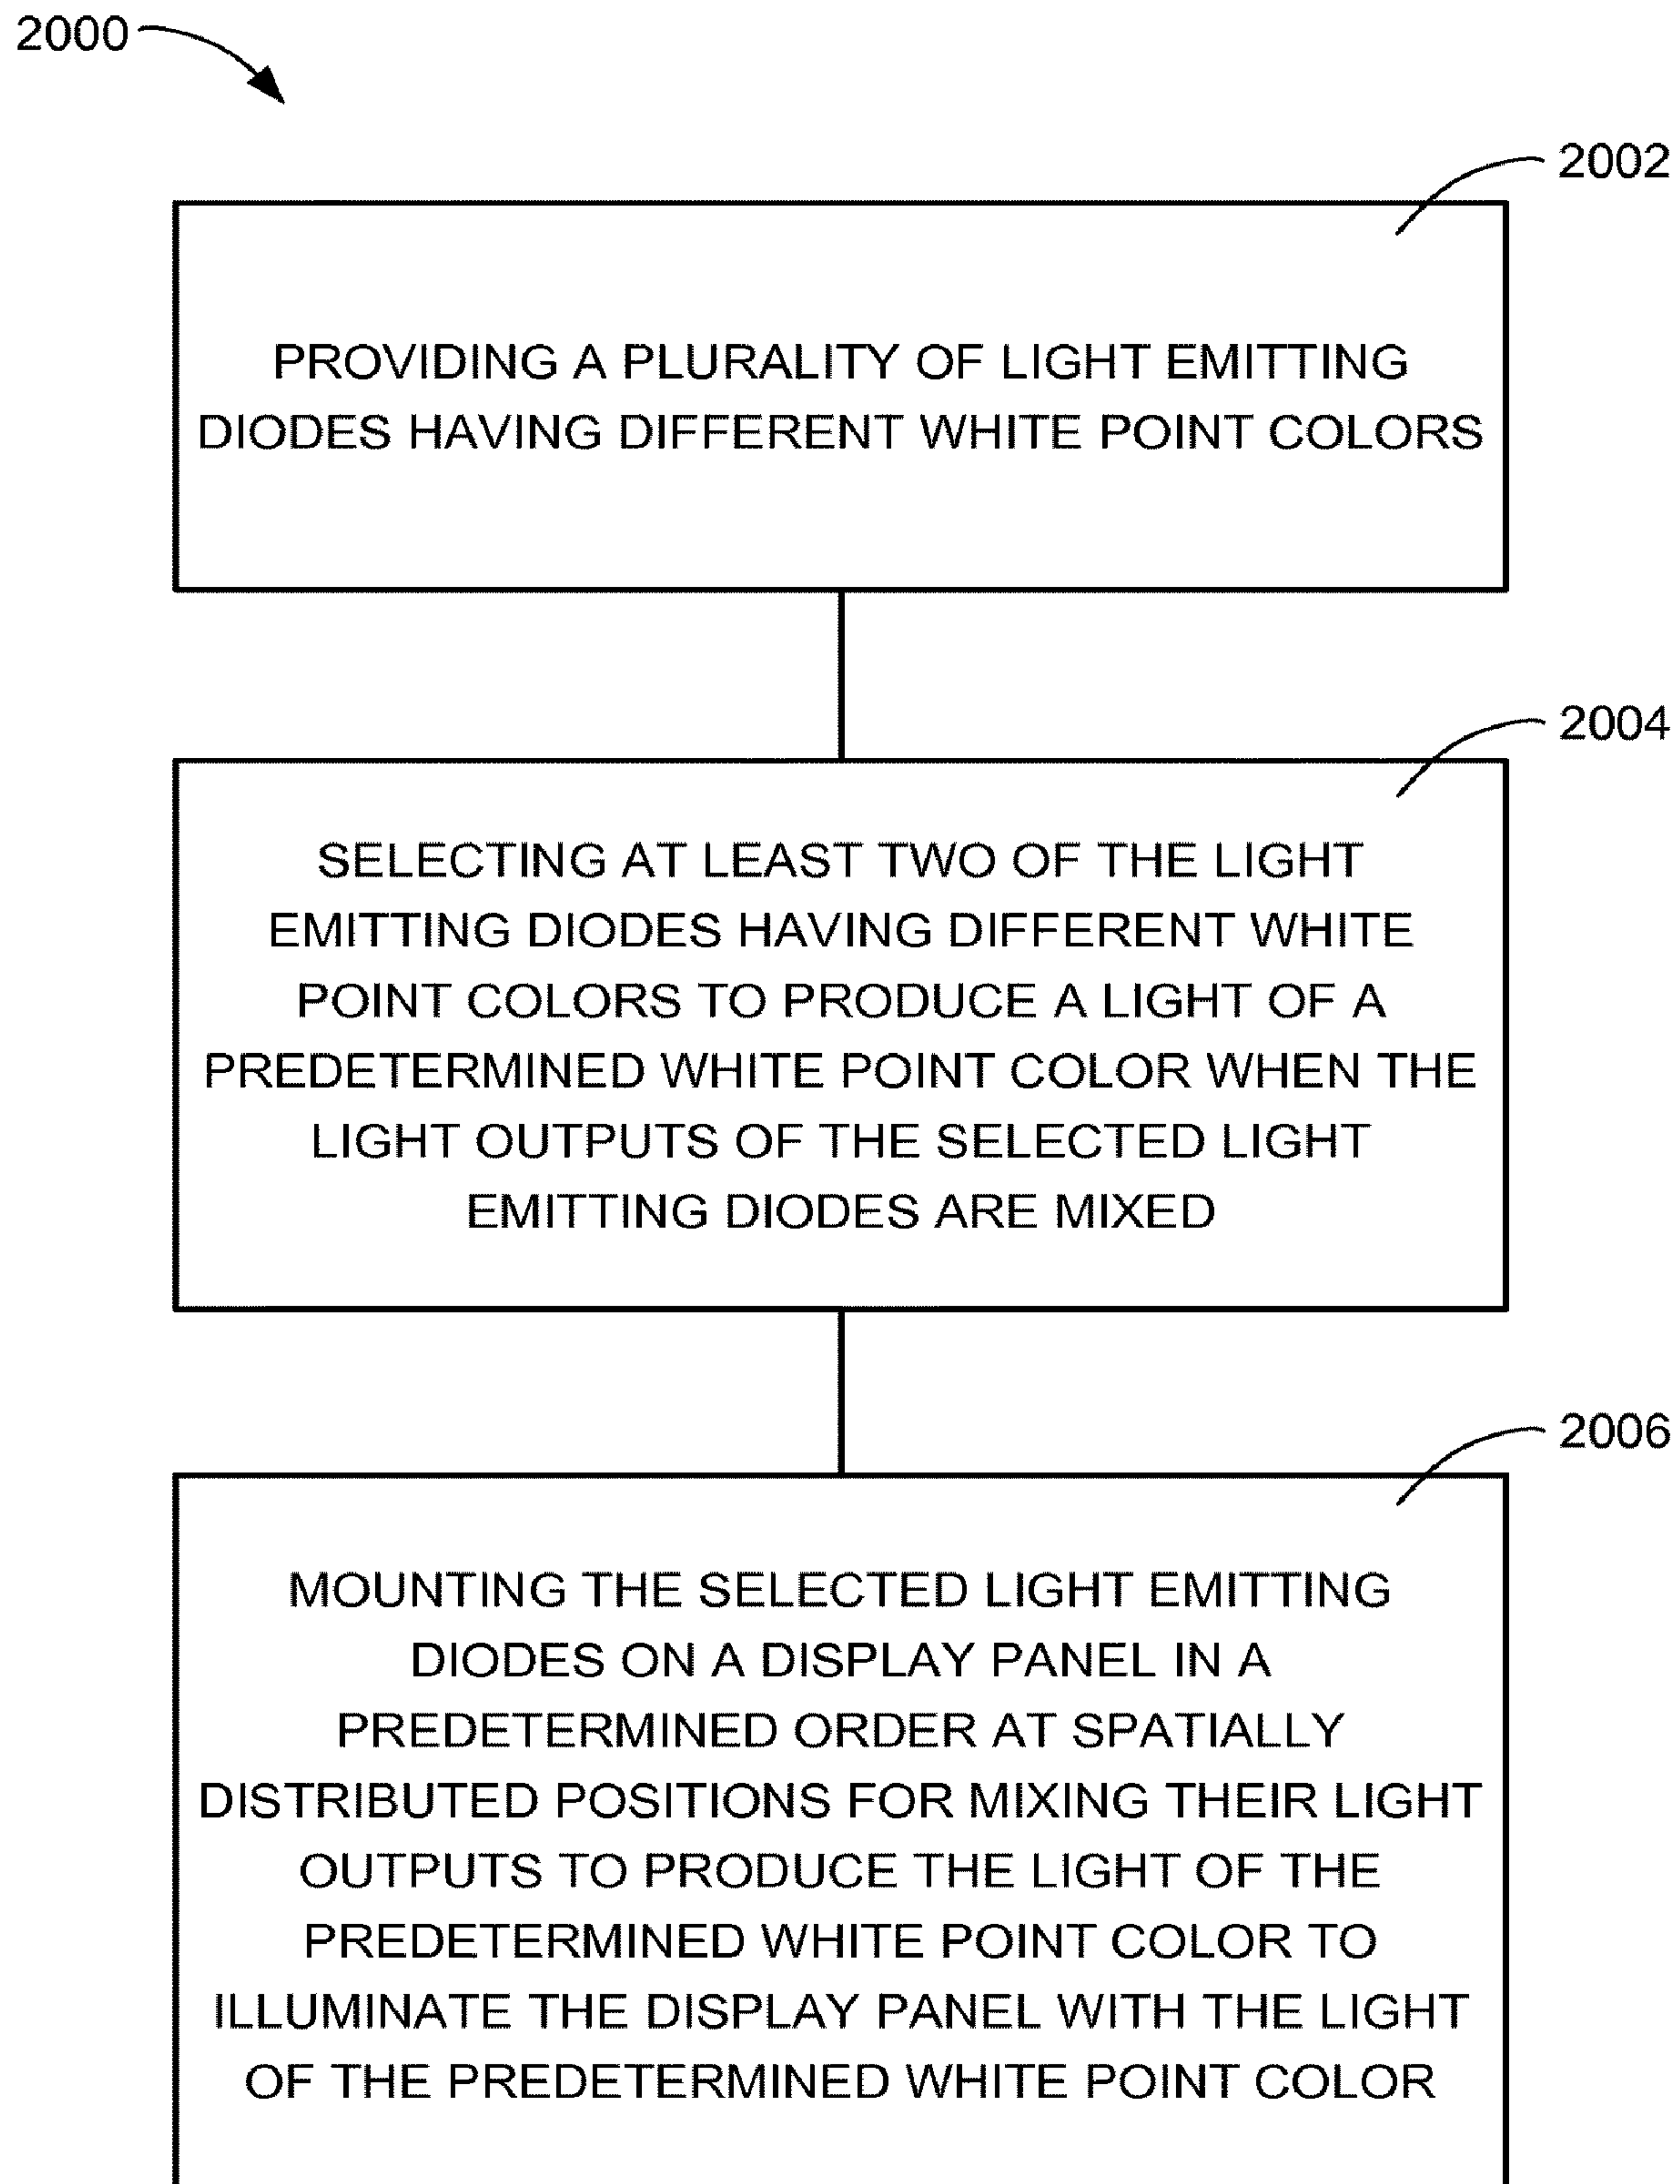 2000
2002
PROVIDING A PLURALITY OF LIGHT EMITTING
DIODES HAVING DIFFERENT WHITE POINT COLORS
2004
SELECTING AT LEAST TWO OF THE LIGHT
EMITTING DIODES HAVING DIFFERENT WHITE
POINT COLORS TO PRODUCE A LIGHT OF A
PREDETERMINED WHITE POINT COLOR WHEN THE
LIGHT OUTPUTS OF THE SELECTED LIGHT
EMITTING DIODES ARE MIXED
2006
MOUNTING THE SELECTED LIGHT EMITTING
DIODES ON A DISPLAY PANEL IN A
PREDETERMINED ORDER AT SPATIALLY
DISTRIBUTED POSITIONS FOR MIXING THEIR LIGHT
OUTPUTS TO PRODUCE THE LIGHT OF THE
PREDETERMINED WHITE POINT COLOR TO
ILLUMINATE THE DISPLAY PANEL WITH THE LIGHT
OF THE PREDETERMINED WHITE POINT COLOR